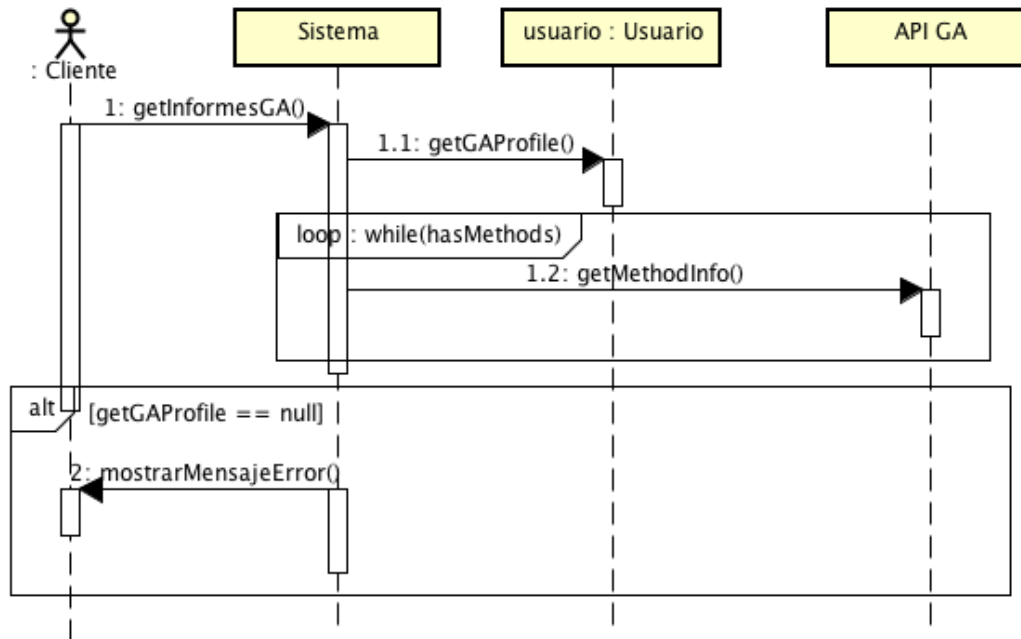 Sistema
usuario : Usuario
API GA
: Cliente
1: getInformesGA()
1.1: getGAProfile()
loop : while(hasMethods)
1.2: getMethodInfo()
alt
[getGAProfile == null]
2: mostrarMensajeError()